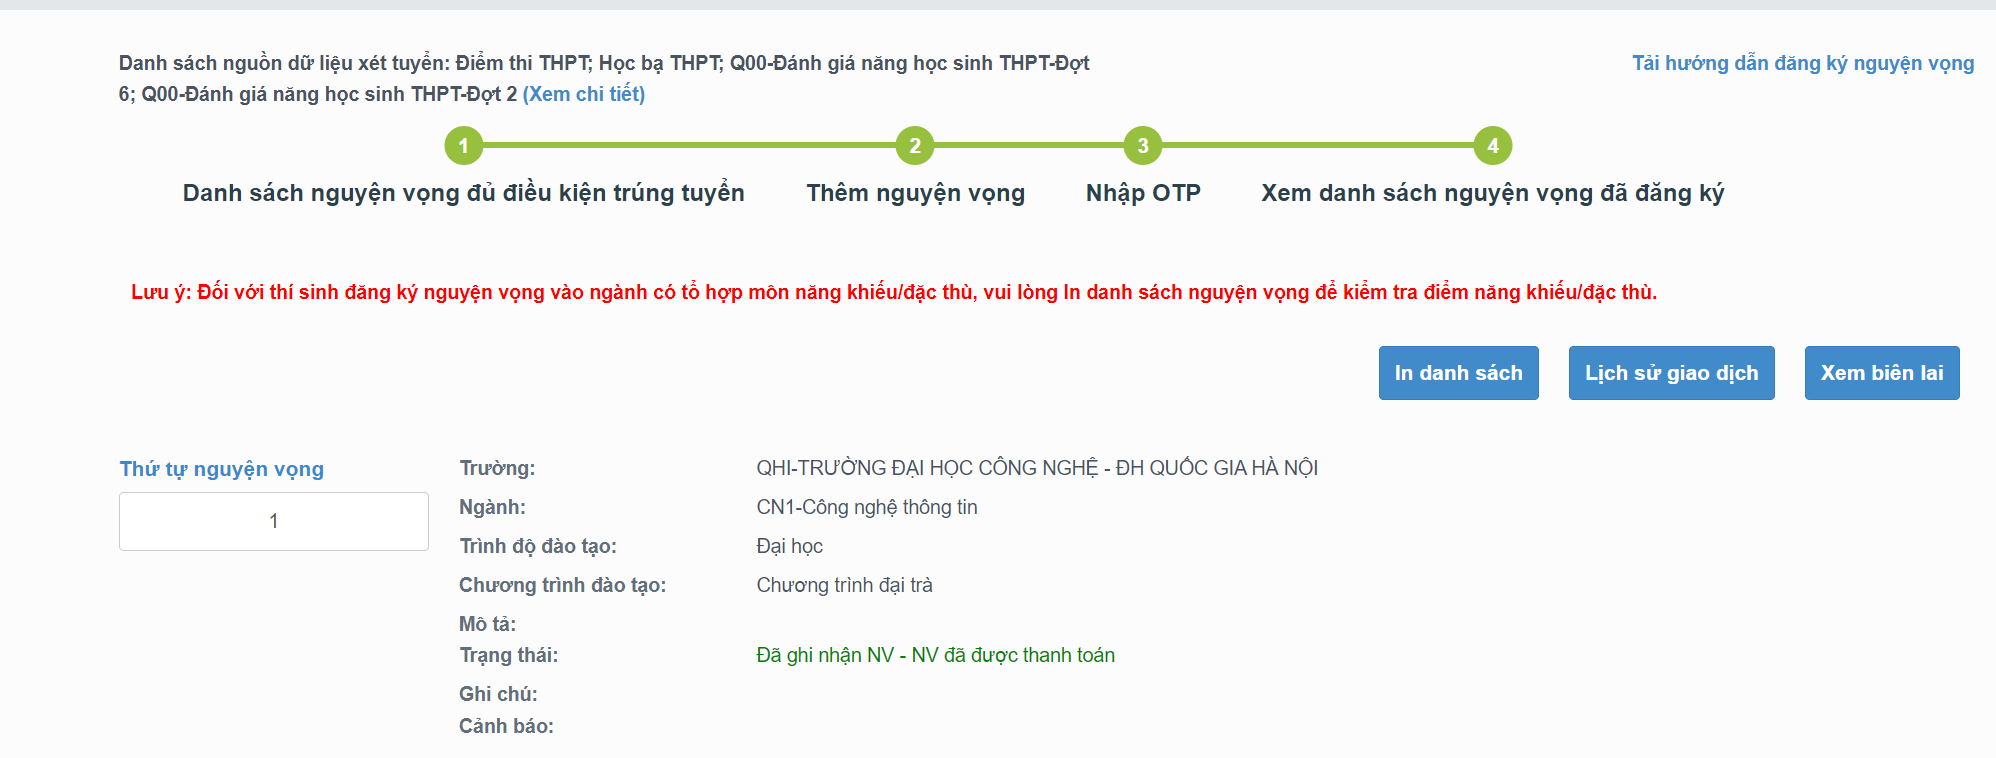 Danh sách nguồn dữ liệu xét tuyển: Điểm thi THPT; Học bạ THPT; Q00-Đánh giá năng học sinh THPT-Đợt
6; Q00-Đánh giá năng học sinh THPT-Đợt 2 (Xem chi tiết)
Tải hướng dẫn đăng ký nguyện vọng
1 2 3 4
Danh sách nguyện vọng đủ điều kiện trúng tuyển Thêm nguyện vọng Nhập OTP Xem danh sách nguyện vọng đã đăng ký
Lưu ý: Đối với thí sinh đăng ký nguyện vọng vào ngành có tổ hợp môn năng khiếu/đặc thù, vui lòng In danh sách nguyện vọng để kiểm tra điểm năng khiếu/đặc thù.
In danh sách Lịch sử giao dịch Xem biên lai
Thứ tự nguyện vọng
1
Trường: QHI-TRƯỜNG ĐẠI HỌC CÔNG NGHỆ - ĐH QUỐC GIA HÀ NỘI
Ngành: CN1-Công nghệ thông tin
Trình độ đào tạo: Đại học
Chương trình đào tạo: Chương trình đại trà
Mô tả:
Trạng thái: Đã ghi nhận NV - NV đã được thanh toán
Ghi chú:
Cảnh báo: